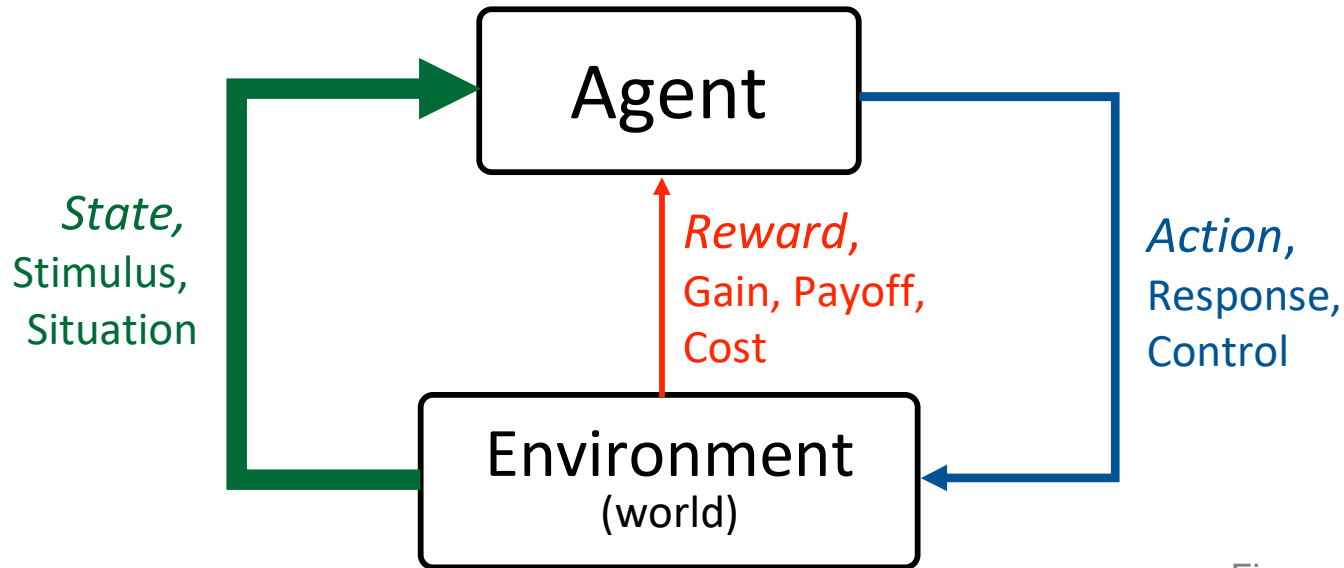 Agent
State,
Stimulus,
Situation
Reward,
Gain, Payoff,
Cost
Action,
Response,
Control
Environment
(world)